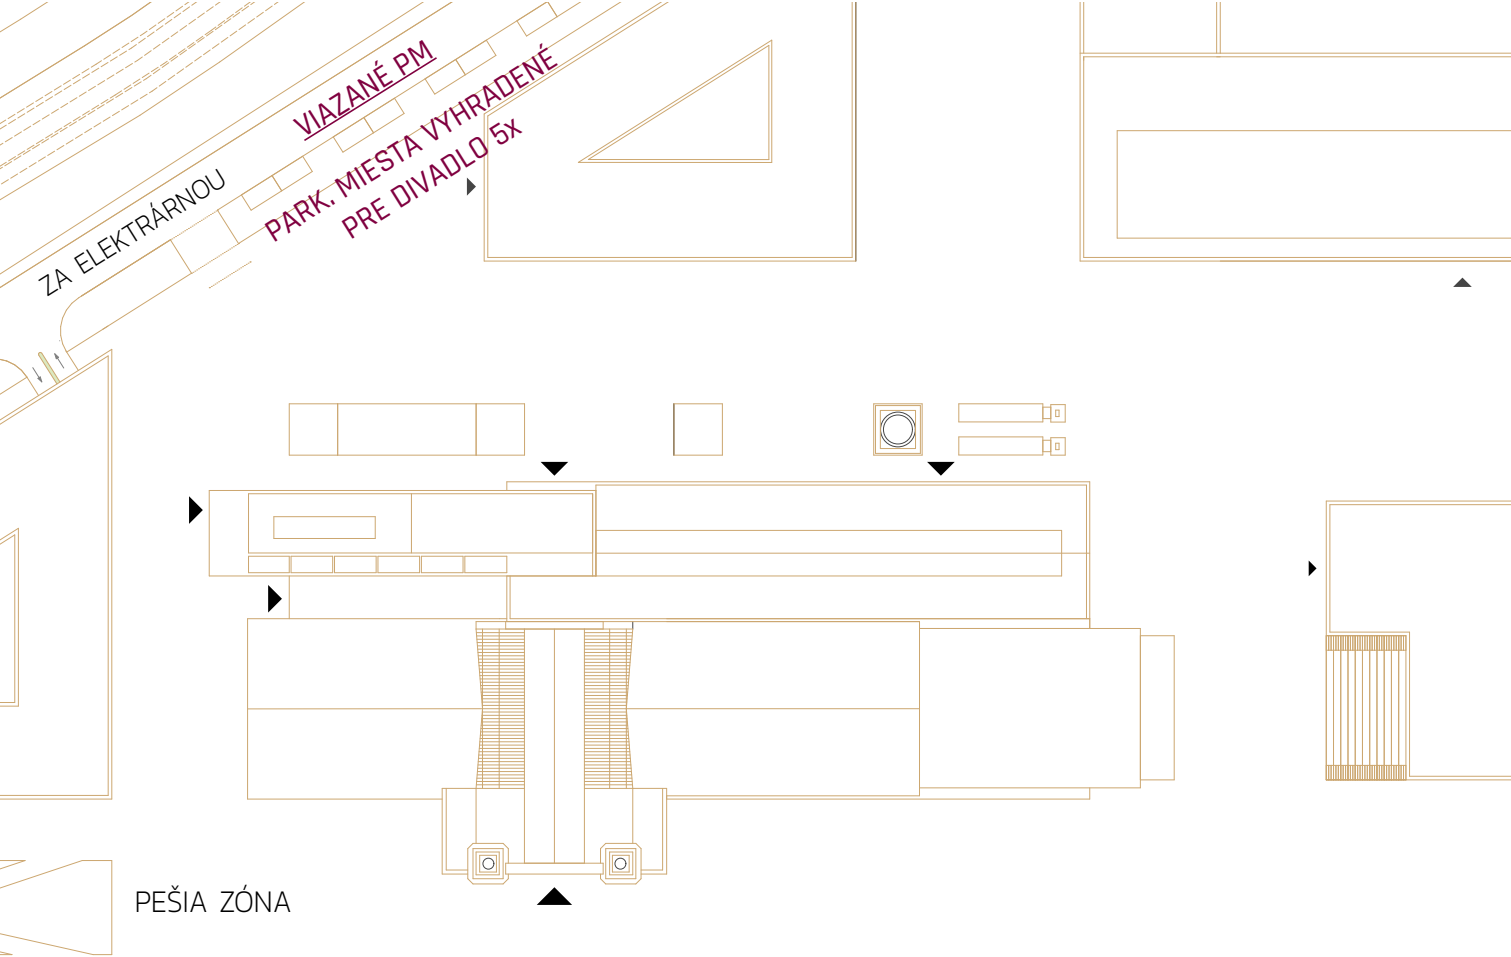 VIAZANÉ PM
PARK. MIESTA VYHRADENÉ
PRE DIVADLO 5x
ZA ELEKTRÁRNOU
PEŠIA ZÓNA